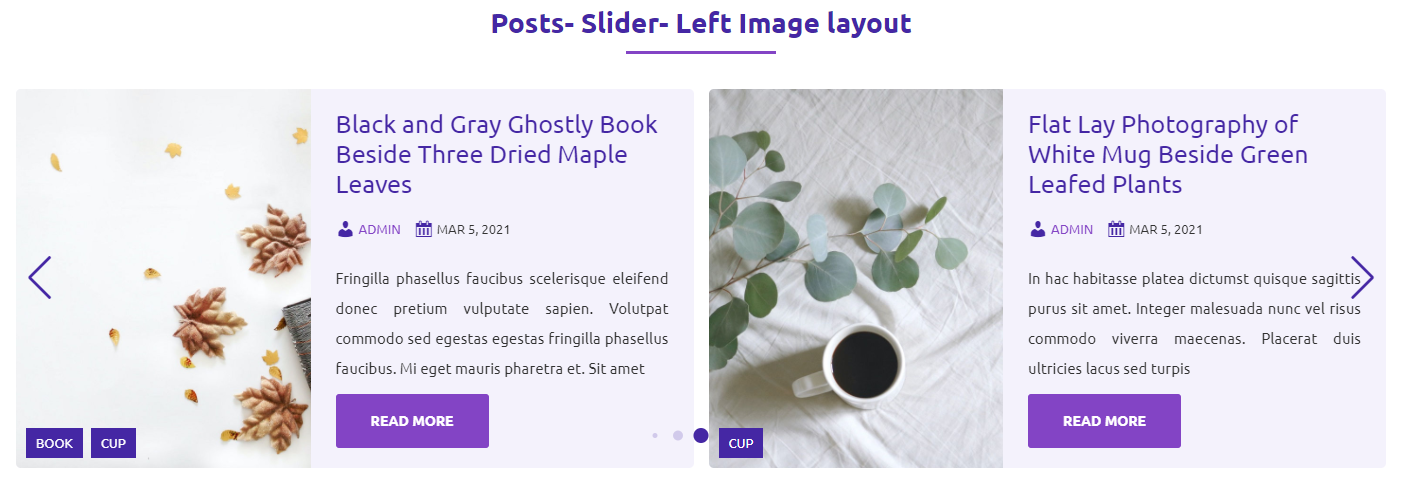 Posts- Slider- Left Image layout
Black and Gray Ghostly Book
Beside Three Dried Maple
Leaves
ADMIN MAR 5, 2021
Fringilla phasellus faucibus scelerisque eleifend
donec pretium vulputate sapien. Volutpat
commodo sed egestas egestas fringilla phasellus
faucibus. Mi eget mauris pharetra et. Sit amet
READ MORE
BOOK CUP
Flat Lay Photography of
White Mug Beside Green
Leafed Plants
ADMIN MAR 5, 2021
In hac habitasse platea dictumst quisque sagittis
purus sit amet. Integer malesuada nunc vel risus
commodo viverra maecenas. Placerat duis
ultricies lacus sed turpis
READ MORE
CUP